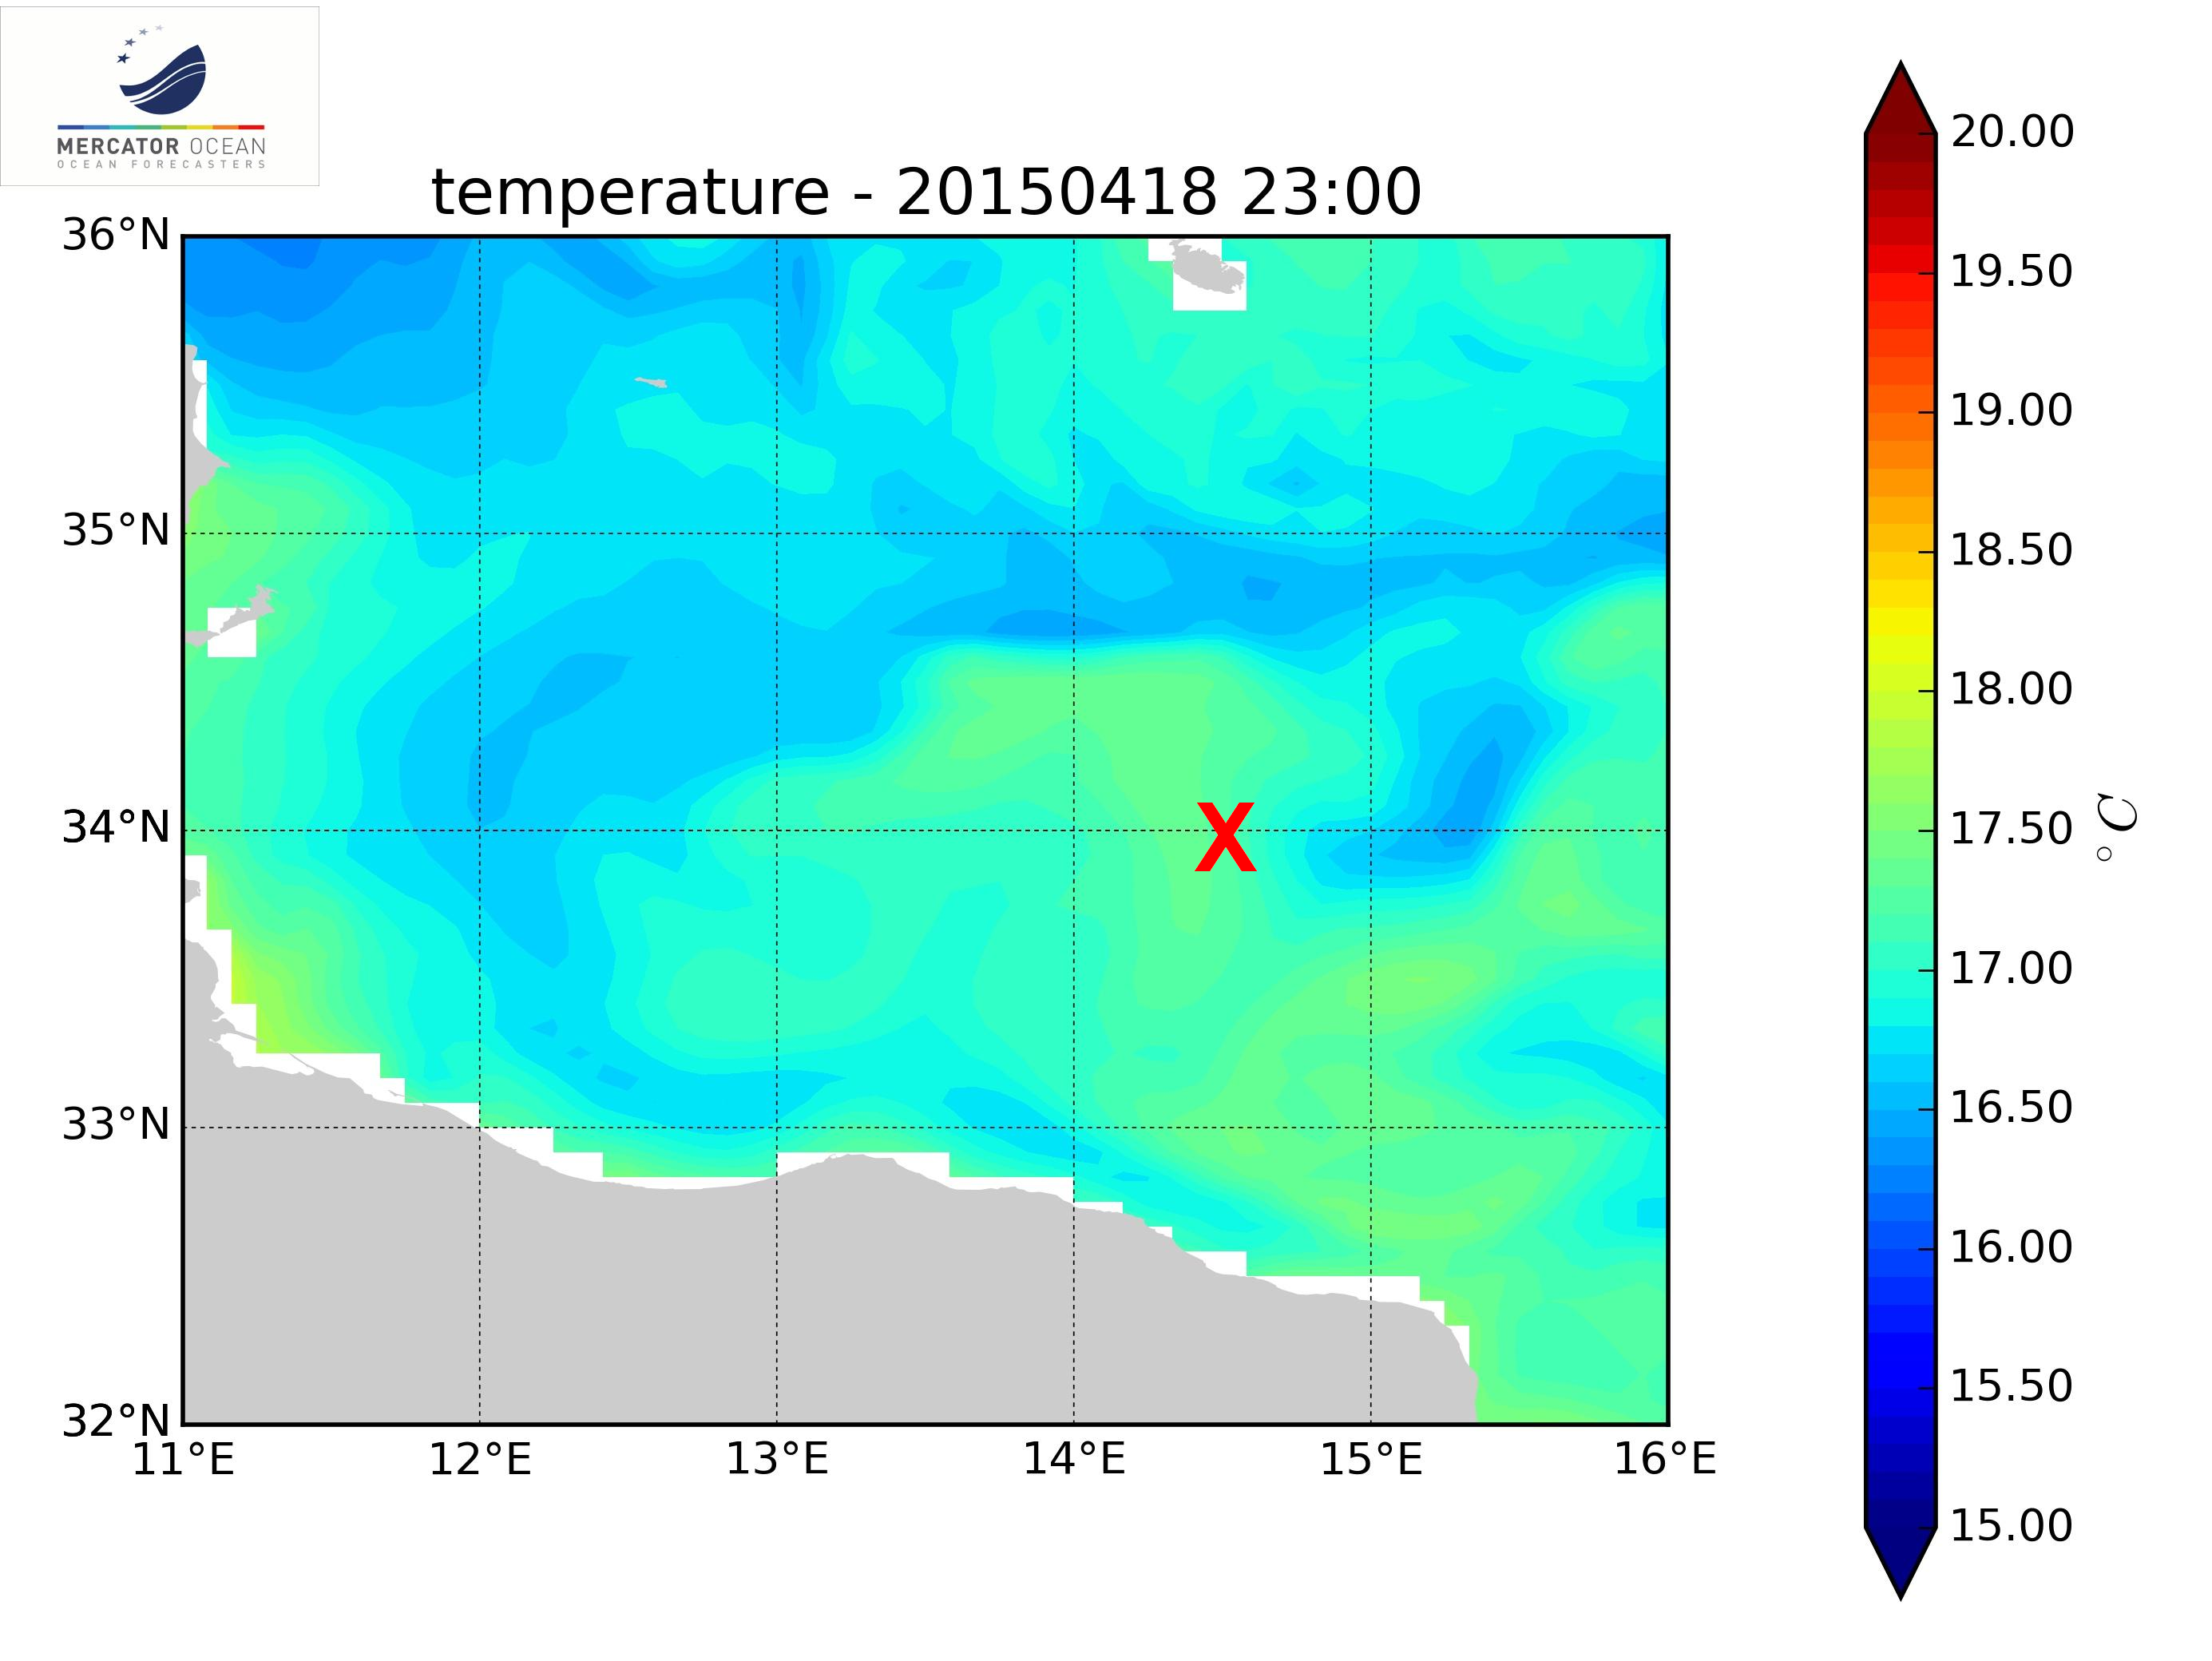 MERCATOR OCEAN
OCEAN FORECASTERS
temperature - 20150418 23:00
36°N
35°N
34°N
33°N
32°N
11°E
12°E
13°E
14°E
15°E
16°E
X
20.00
19.50
19.00
18.50
18.00
17.50
17.00
16.50
16.00
15.50
15.00
°C